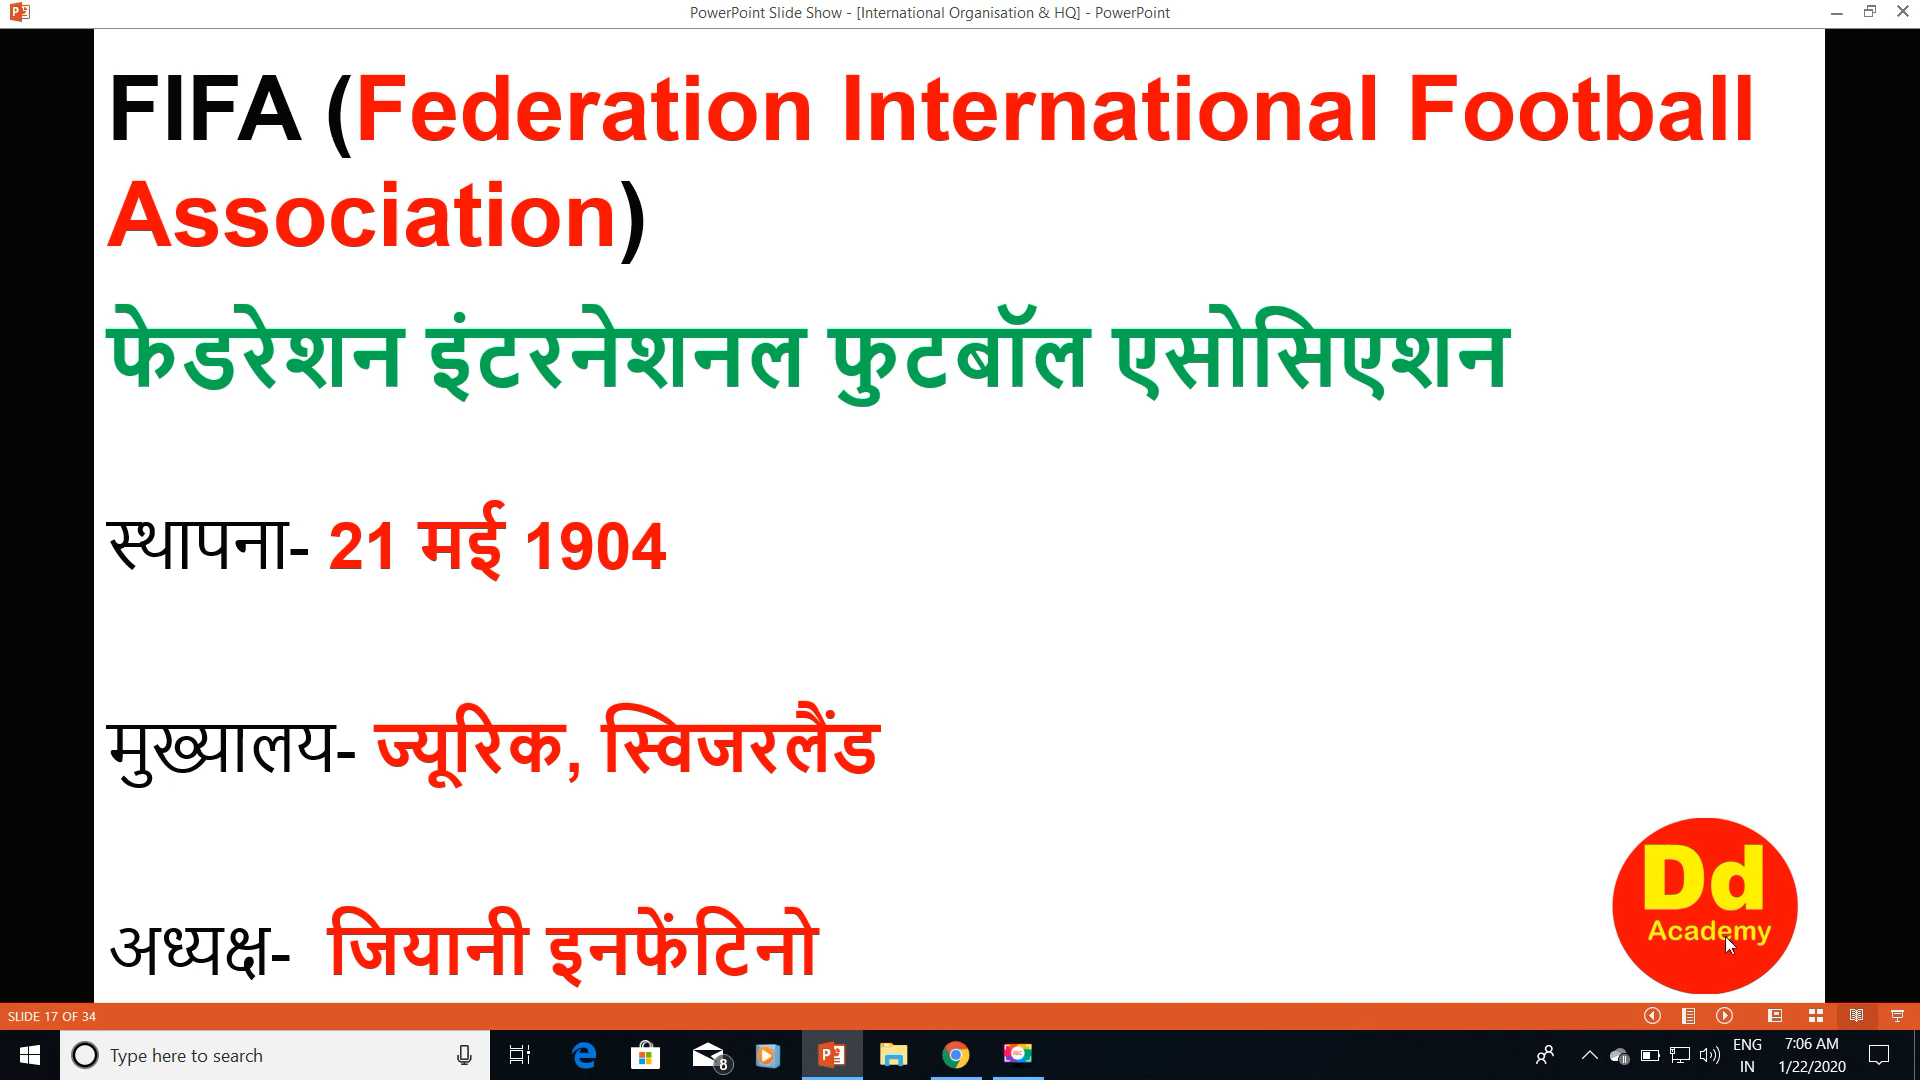 PowerPoint Slide Show - [International Organisation & HQ] - PowerPoint
FIFA (Federation International Football
Association)
फेडरेशन इंटरनेशनल फुटबॉल एसोसिएशन
स्थापना- 21 मई 1904
मुख्यालय- ज्यूरिक, स्विजरलैंड
अध्यक्ष- जियानी इनफेंटिनो
Dd
Academy
SLIDE 17 OF 34
Type here to search
8
ENG
IN
7:06 AM
1/22/2020